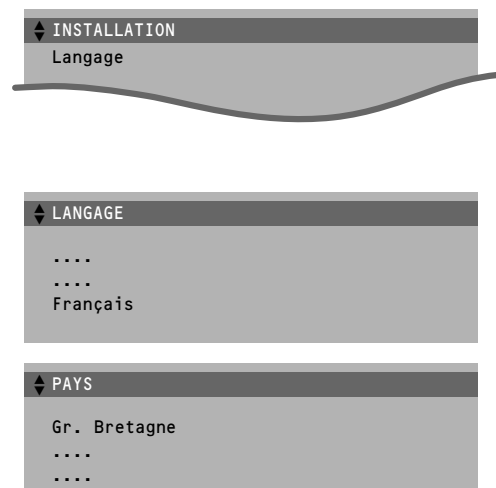 INSTALLATION
Langage
LANGAGE
....
....
Français
PAYS
Gr. Bretagne
....
....